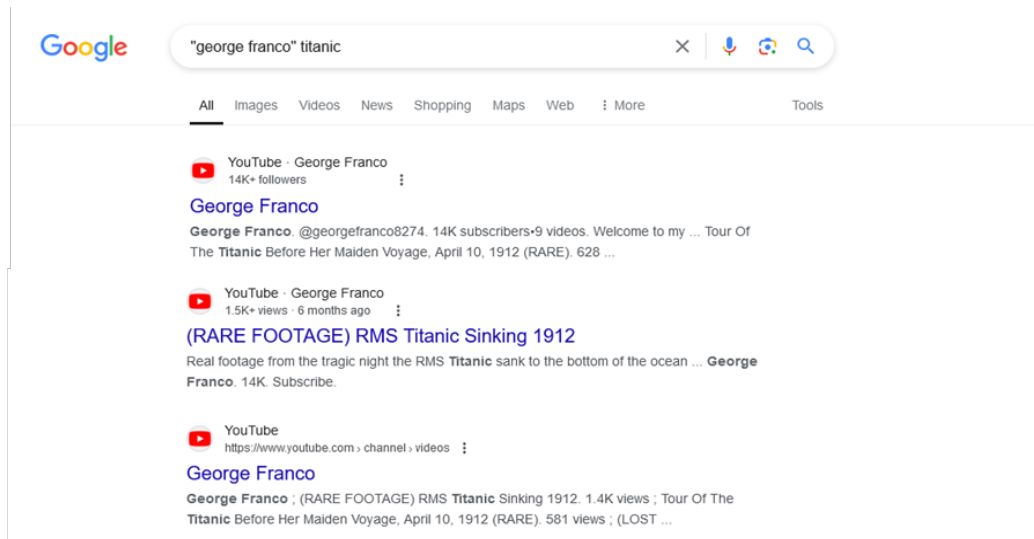 Google
"george franco" titanic
All Images Videos News Shopping Maps Web More Tools
YouTube · George Franco
14K+ followers
George Franco
George Franco. @georgefranco8274. 14K subscribers•9 videos. Welcome to my ... Tour Of
The Titanic Before Her Maiden Voyage, April 10, 1912 (RARE). 628 ...
YouTube · George Franco
1.5K+ views · 6 months ago
(RARE FOOTAGE) RMS Titanic Sinking 1912
Real footage from the tragic night the RMS Titanic sank to the bottom of the ocean ... George
Franco. 14K. Subscribe.
YouTube
https://www.youtube.com › channel › videos
George Franco
George Franco ; (RARE FOOTAGE) RMS Titanic Sinking 1912. 1.4K views ; Tour Of The
Titanic Before Her Maiden Voyage, April 10, 1912 (RARE). 581 views ; (LOST ...